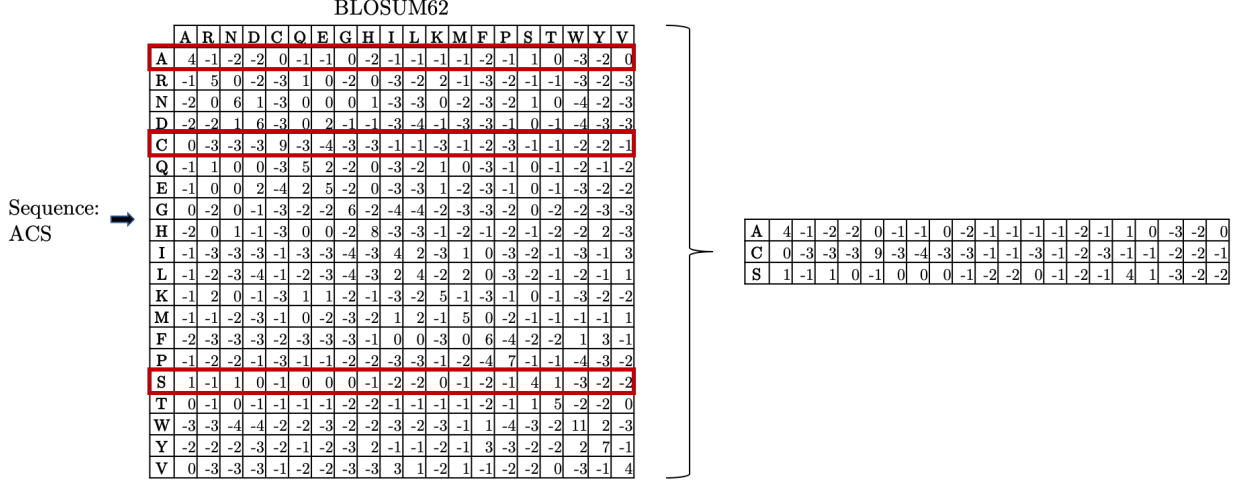 BLOSUM62
A R N D C Q E G H I L K M F P S T W Y V
A 4 -1 -2 -2 0 -1 -1 0 -2 -1 -1 -1 -1 -2 -1 1 0 -3 -2 0
R -1 5 0 -2 -3 1 0 -2 0 -3 -2 2 -1 -3 -2 -1 -1 -3 -2 -3
N -2 0 6 1 -3 0 0 0 1 -3 -3 0 -2 -3 -2 1 0 -4 -2 -3
D -2 -2 1 6 -3 0 2 -1 -1 -3 -4 -1 -3 -3 -1 0 -1 -4 -3 -3
C 0 -3 -3 -3 9 -3 -4 -3 -3 -1 -1 -3 -1 -2 -3 -1 -1 -2 -2 -1
Q -1 1 0 0 -3 5 2 -2 0 -3 -2 1 0 -3 -1 0 -1 -2 -1 -2
E -1 0 0 2 -4 2 5 -2 0 -3 -3 1 -2 -3 -1 0 -1 -3 -2 -2
Sequence:
ACS
G 0 -2 0 -1 -3 -2 -2 6 -2 -4 -4 -2 -3 -3 -2 0 -2 -2 -3 -3
H -2 0 1 -1 -3 0 0 -2 8 -3 -3 -1 -2 -1 -2 -1 -2 -2 2 -3
I -1 -3 -3 -3 -1 -3 -3 -4 -3 4 2 -3 1 0 -3 -2 -1 -3 -1 3
L -1 -2 -3 -4 -1 -2 -3 -4 -3 2 4 -2 2 0 -3 -2 -1 -2 -1 1
K -1 2 0 -1 -3 1 1 -2 -1 -3 -2 5 -1 -3 -1 0 -1 -3 -2 -2
M -1 -1 -2 -3 -1 0 -2 -3 -2 1 2 -1 5 0 -2 -1 -1 -1 -1 1
F -2 -3 -3 -3 -2 -3 -3 -3 -1 0 0 -3 0 6 -4 -2 -2 1 3 -1
P -1 -2 -2 -1 -3 -1 -1 -2 -2 -3 -3 -1 -2 -4 7 -1 -1 -4 -3 -2
S 1 -1 1 0 -1 0 0 0 -1 -2 -2 0 -1 -2 -1 4 1 -3 -2 -2
T 0 -1 0 -1 -1 -1 -1 -2 -2 -1 -1 -1 -1 -2 -1 1 5 -2 -2 0
W -3 -3 -4 -4 -2 -2 -3 -2 -2 -3 -2 -3 -1 1 -4 -3 -2 11 2 -3
Y -2 -2 -2 -3 -2 -1 -2 -3 2 -1 -1 -2 -1 3 -3 -2 -2 2 7 -1
V 0 -3 -3 -3 -1 -2 -2 -3 -3 3 1 -2 1 -1 -2 -2 0 -3 -1 4
A 4 -1 -2 -2 0 -1 -1 0 -2 -1 -1 -1 -1 -2 -1 1 0 -3 -2 0
C 0 -3 -3 -3 9 -3 -4 -3 -3 -1 -1 -3 -1 -2 -3 -1 -1 -2 -2 -1
S 1 -1 1 0 -1 0 0 0 -1 -2 -2 0 -1 -2 -1 4 1 -3 -2 -2